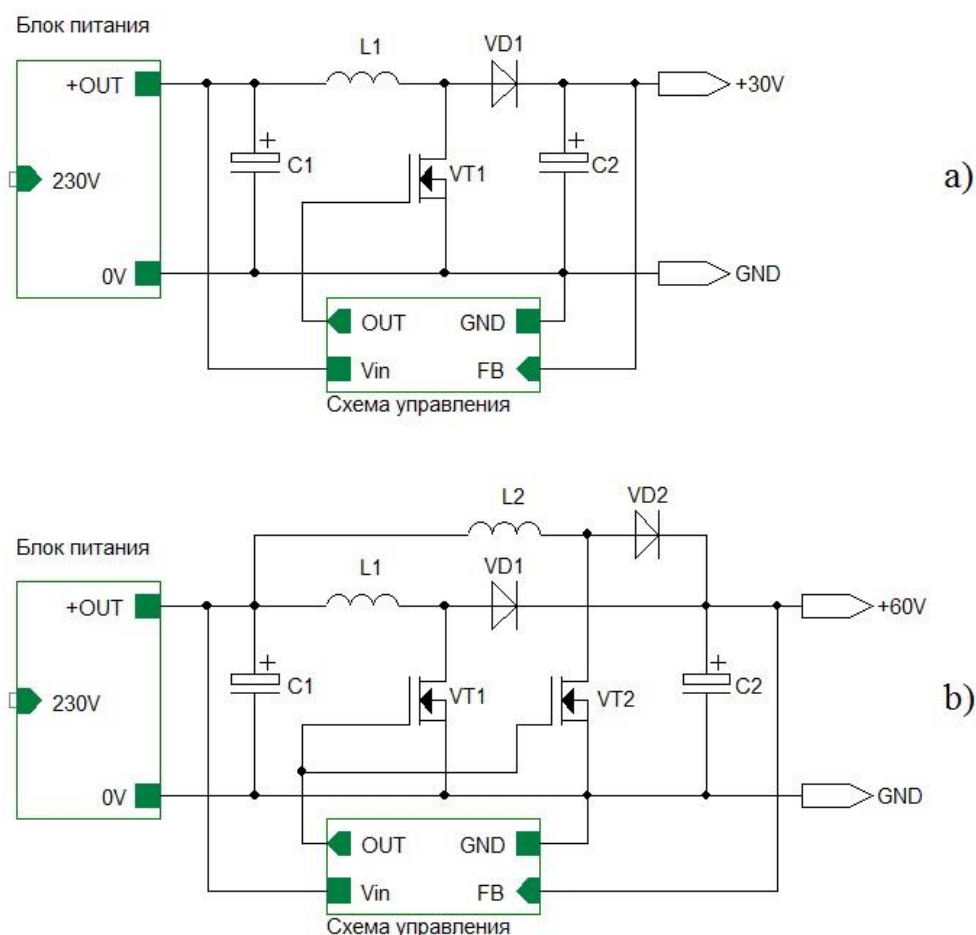 Блок питания
L1
VD1
+OUT
+30V
+
+
C1
C2
230V
VT1
a)
0V
GND
OUT
GND
Vin
FB
Схема управления
L2
VD2
Блок питания
L1
VD1
+OUT
+60V
+
+
C1
C2
230V
VT1
VT2
b)
0V
GND
OUT
GND
Vin
FB
Схема управления